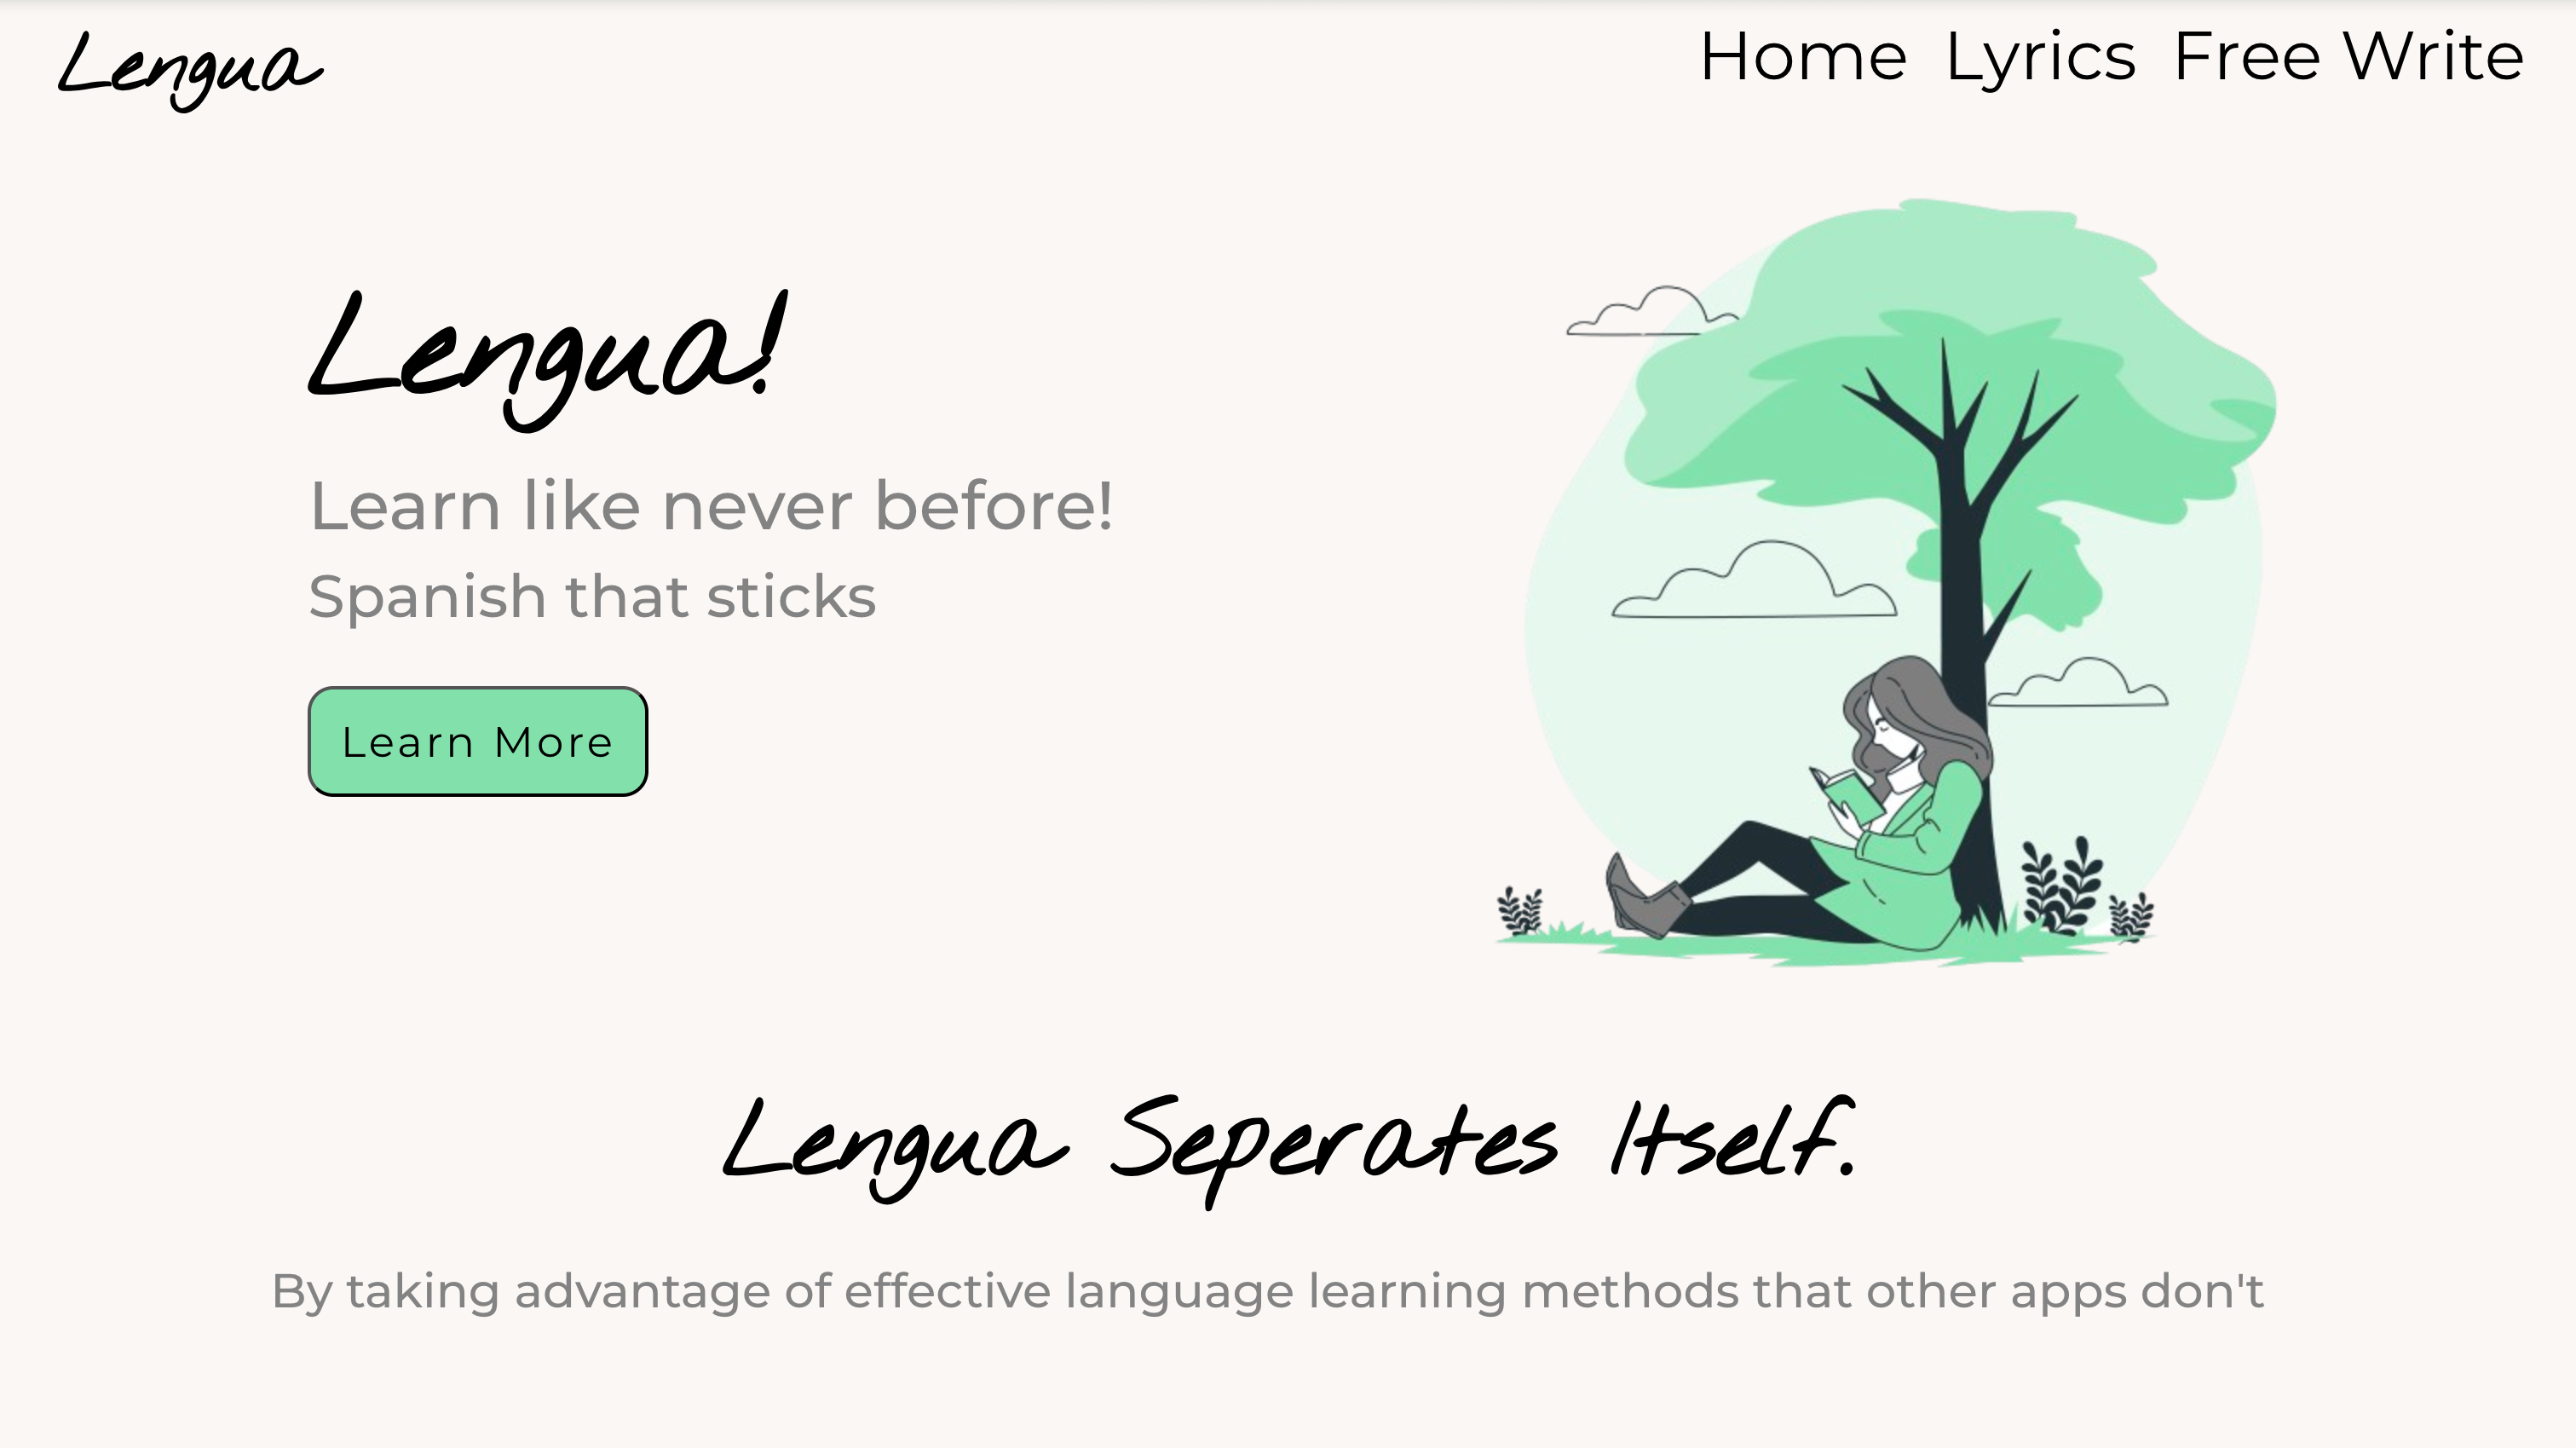 Lengua
Home Lyrics Free Write
Lengua!
Learn like never before!
Spanish that sticks
Learn More
Lengua Seperates Itself.
By taking advantage of effective language learning methods that other apps don't